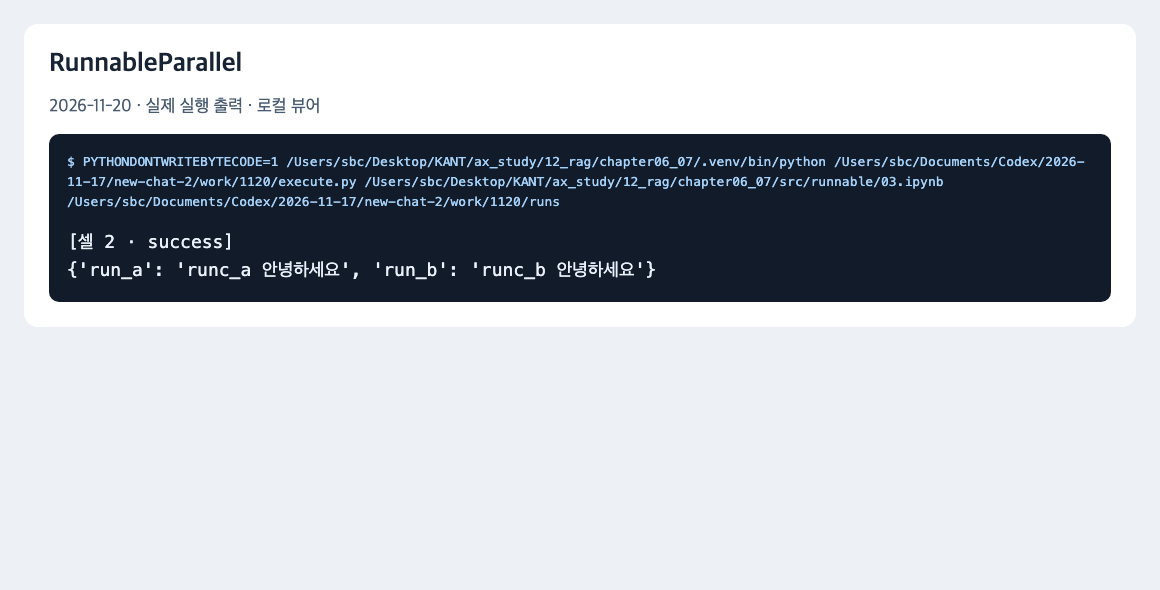 RunnableParallel
2026-11-20 · 실제 실행 출력 · 로컬 뷰어
$ PYTHONDONTWRITEBYTECODE=1 /Users/sbc/Desktop/KANT/ax_study/12_rag/chapter06_07/.venv/bin/python /Users/sbc/Documents/Codex/2026-
11-17/new-chat-2/work/1120/execute.py /Users/sbc/Desktop/KANT/ax_study/12_rag/chapter06_07/src/runnable/03.ipynb
/Users/sbc/Documents/Codex/2026-11-17/new-chat-2/work/1120/runs
[셀 2 · success]
{'run_a': 'runc_a 안녕하세요', 'run_b': 'runc_b 안녕하세요'}